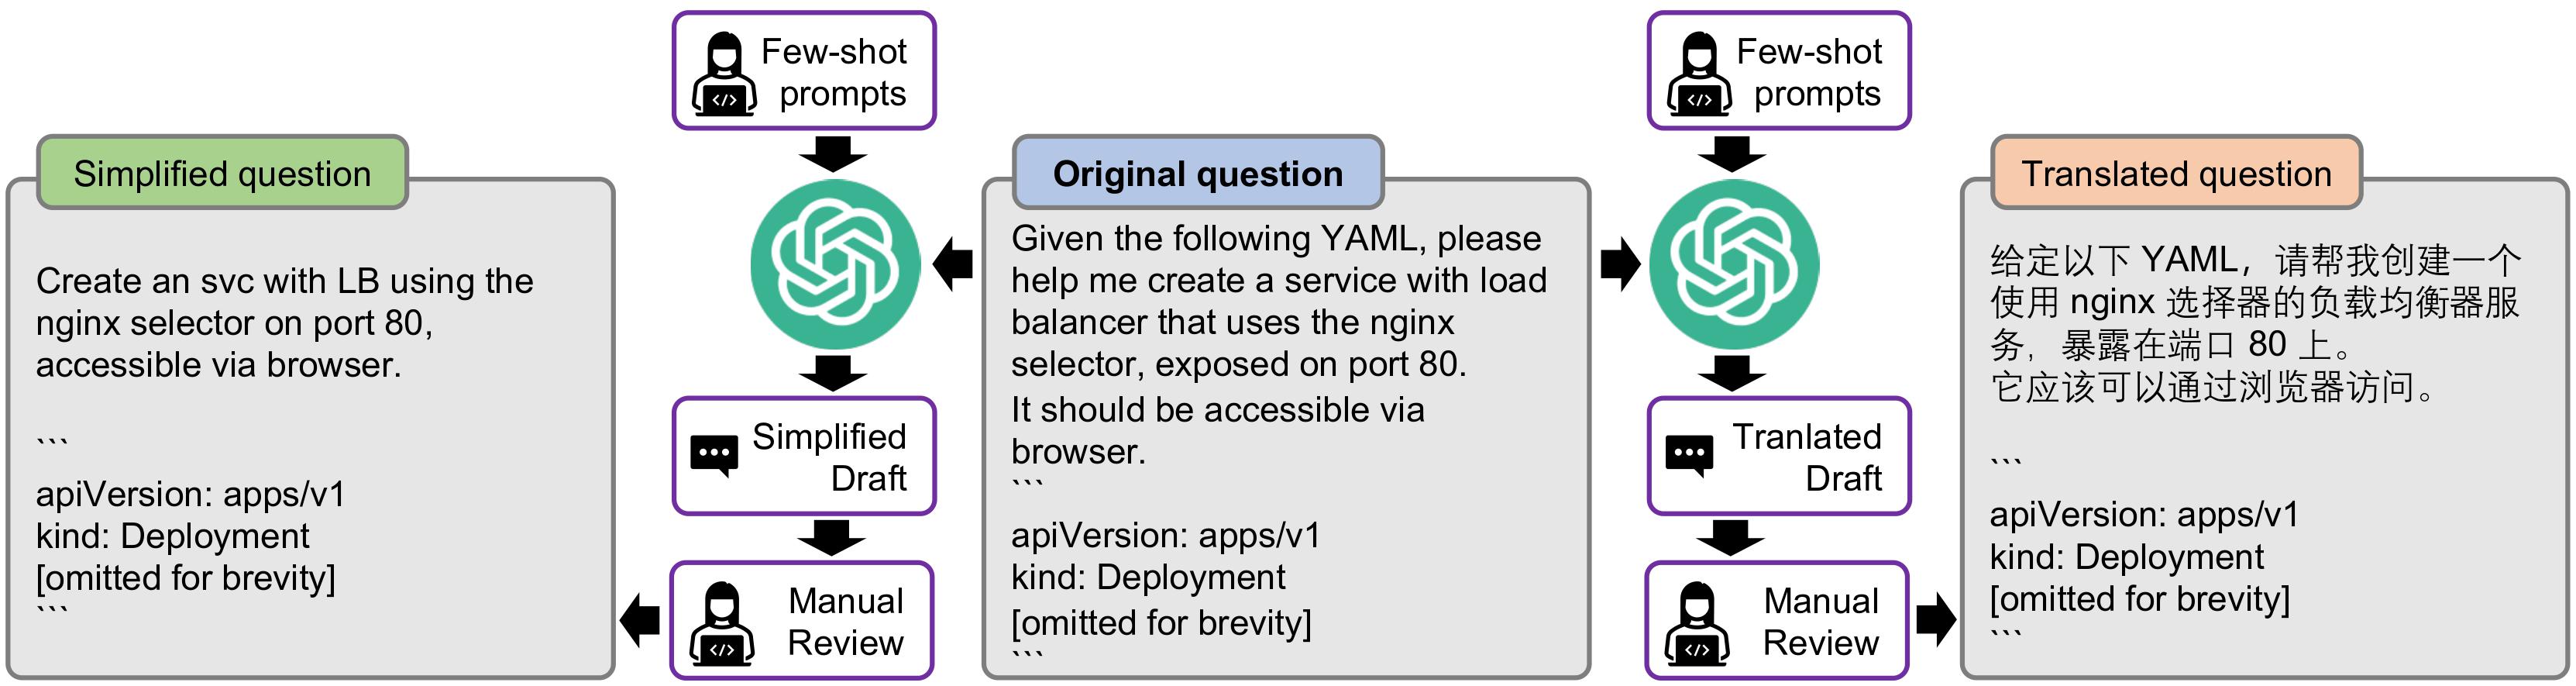 Few-shot
prompts
Simplified question
Create an svc with LB using the
nginx selector on port 80,
accessible via browser.
```
apiVersion: apps/v1
kind: Deployment
[omitted for brevity]
```
Simplified
Draft
Manual
Review
Original question
Given the following YAML, please
help me create a service with load
balancer that uses the nginx
selector, exposed on port 80.
It should be accessible via
browser.
```
apiVersion: apps/v1
kind: Deployment
[omitted for brevity]
```
Few-shot
prompts
Tranlated
Draft
Manual
Review
Translated question
给定以下 YAML，请帮我创建一个
使用 nginx 选择器的负载均衡器服
务，暴露在端口 80 上。
它应该可以通过浏览器访问。
```
apiVersion: apps/v1
kind: Deployment
[omitted for brevity]
```